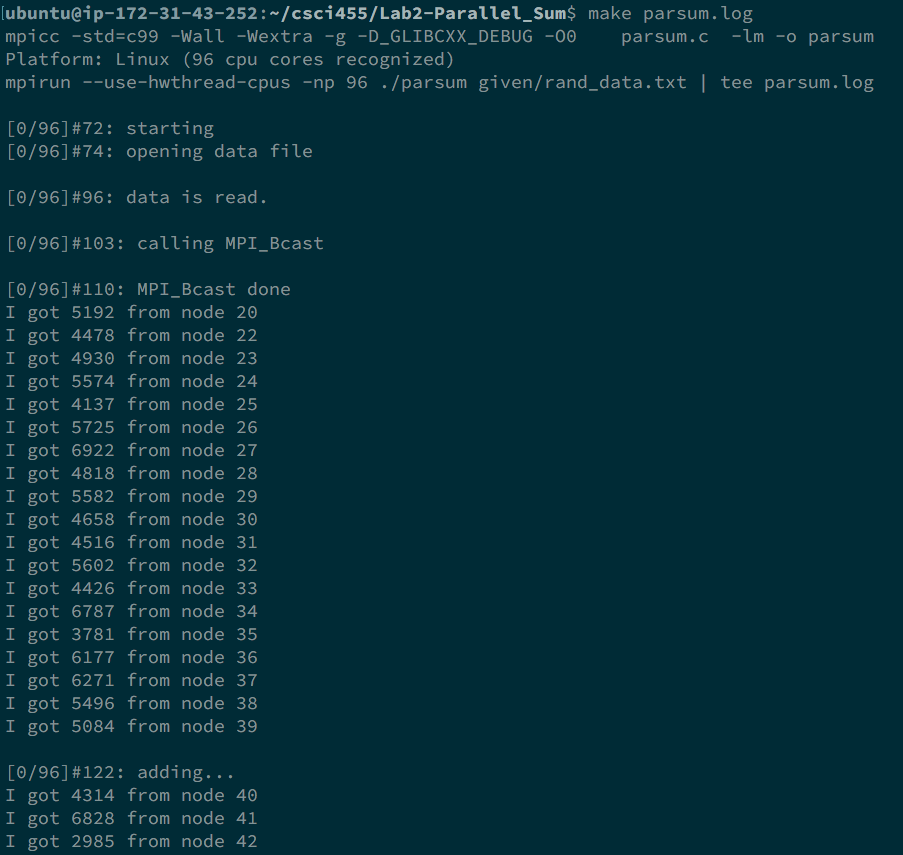 [ubuntu@ip-172-31-43-252:~/csci455/Lab2-Parallel_Sum$ make parsum.log
mpicc -std=c99 -Wall -Wextra -g -D_GLIBCXX_DEBUG -O0    parsum.c  -lm -o parsum
Platform: Linux (96 cpu cores recognized)
mpirun --use-hwthread-cpus -np 96 ./parsum given/rand_data.txt | tee parsum.log
[0/96]#72: starting
[0/96]#74: opening data file
[0/96]#96: data is read.
[0/96]#103: calling MPI_Bcast
[0/96]#110: MPI_Bcast done
I got 5192 from node 20
I got 4478 from node 22
I got 4930 from node 23
I got 5574 from node 24
I got 4137 from node 25
I got 5725 from node 26
I got 6922 from node 27
I got 4818 from node 28
I got 5582 from node 29
I got 4658 from node 30
I got 4516 from node 31
I got 5602 from node 32
I got 4426 from node 33
I got 6787 from node 34
I got 3781 from node 35
I got 6177 from node 36
I got 6271 from node 37
I got 5496 from node 38
I got 5084 from node 39
[0/96]#122: adding...
I got 4314 from node 40
I got 6828 from node 41
I got 2985 from node 42